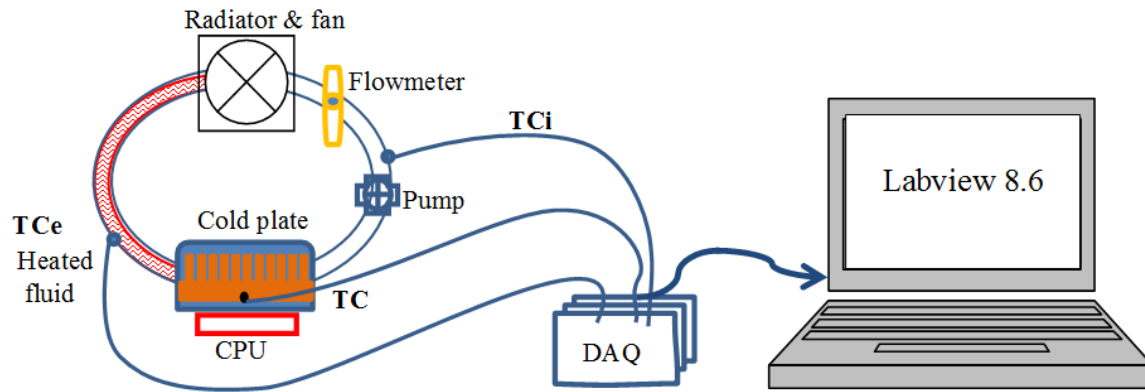 Radiator & fan
Flowmeter
TCi
Labview 8.6
Pump
Cold plate
TCe
Heated
fluid
TC
CPU
DAQ